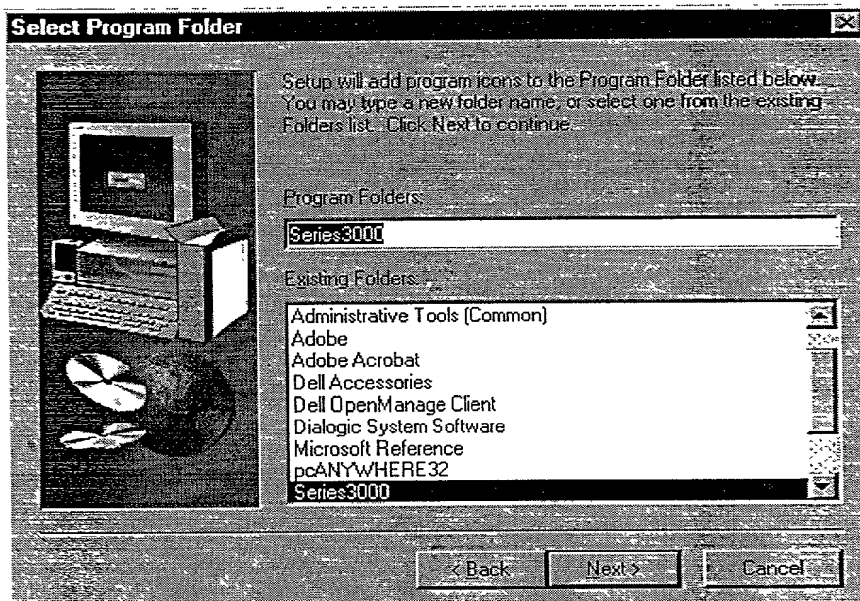 Select Program Folder
Setup will add program icons to the Program Folder listed below.
You may type a new folder name, or select one from the existing
Folders list. Click Next to continue.
Program Folders:
Series3000
Existing Folders:
Administrative Tools (Common)
Adobe
Adobe Acrobat
Dell Accessories
Dell OpenManage Client
Dialogic System Software
Microsoft Reference
pcANYWHERE32
Series3000
< Back
Next >
Cancel